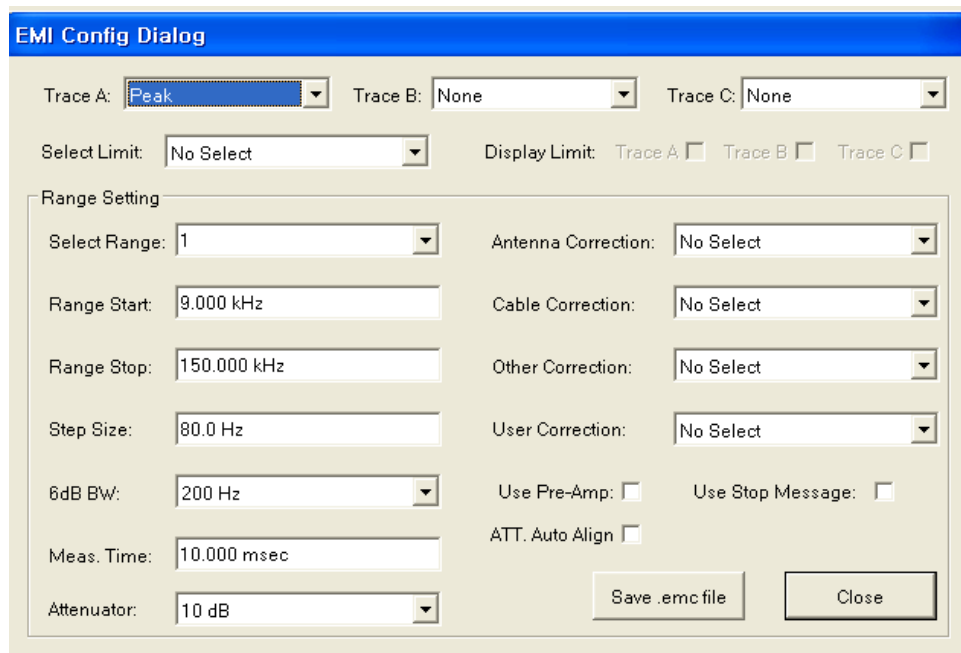 EMI Config Dialog
Trace A: Peak Trace B: None Trace C: None
Select Limit: No Select Display Limit: Trace A Trace B Trace C
Range Setting
Select Range: 1 Antenna Correction: No Select
Range Start: 9.000 kHz Cable Correction: No Select
Range Stop: 150.000 kHz Other Correction: No Select
Step Size: 80.0 Hz User Correction: No Select
6dB BW: 200 Hz Use Pre-Amp: Use Stop Message:
ATT. Auto Align
Meas. Time: 10.000 msec
Attenuator: 10 dB Save .emc file Close